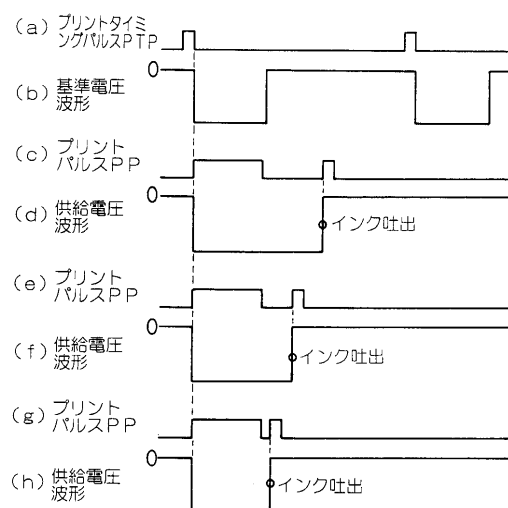 (a) プリントタイミ
ングパルスPTP
0
(b) 基準電圧
波形
(c) プリント
パルスPP
0
(d) 供給電圧
波形
インク吐出
(e) プリント
パルスPP
0
(f) 供給電圧
波形
インク吐出
(g) プリント
パルスPP
0
(h) 供給電圧
波形
インク吐出